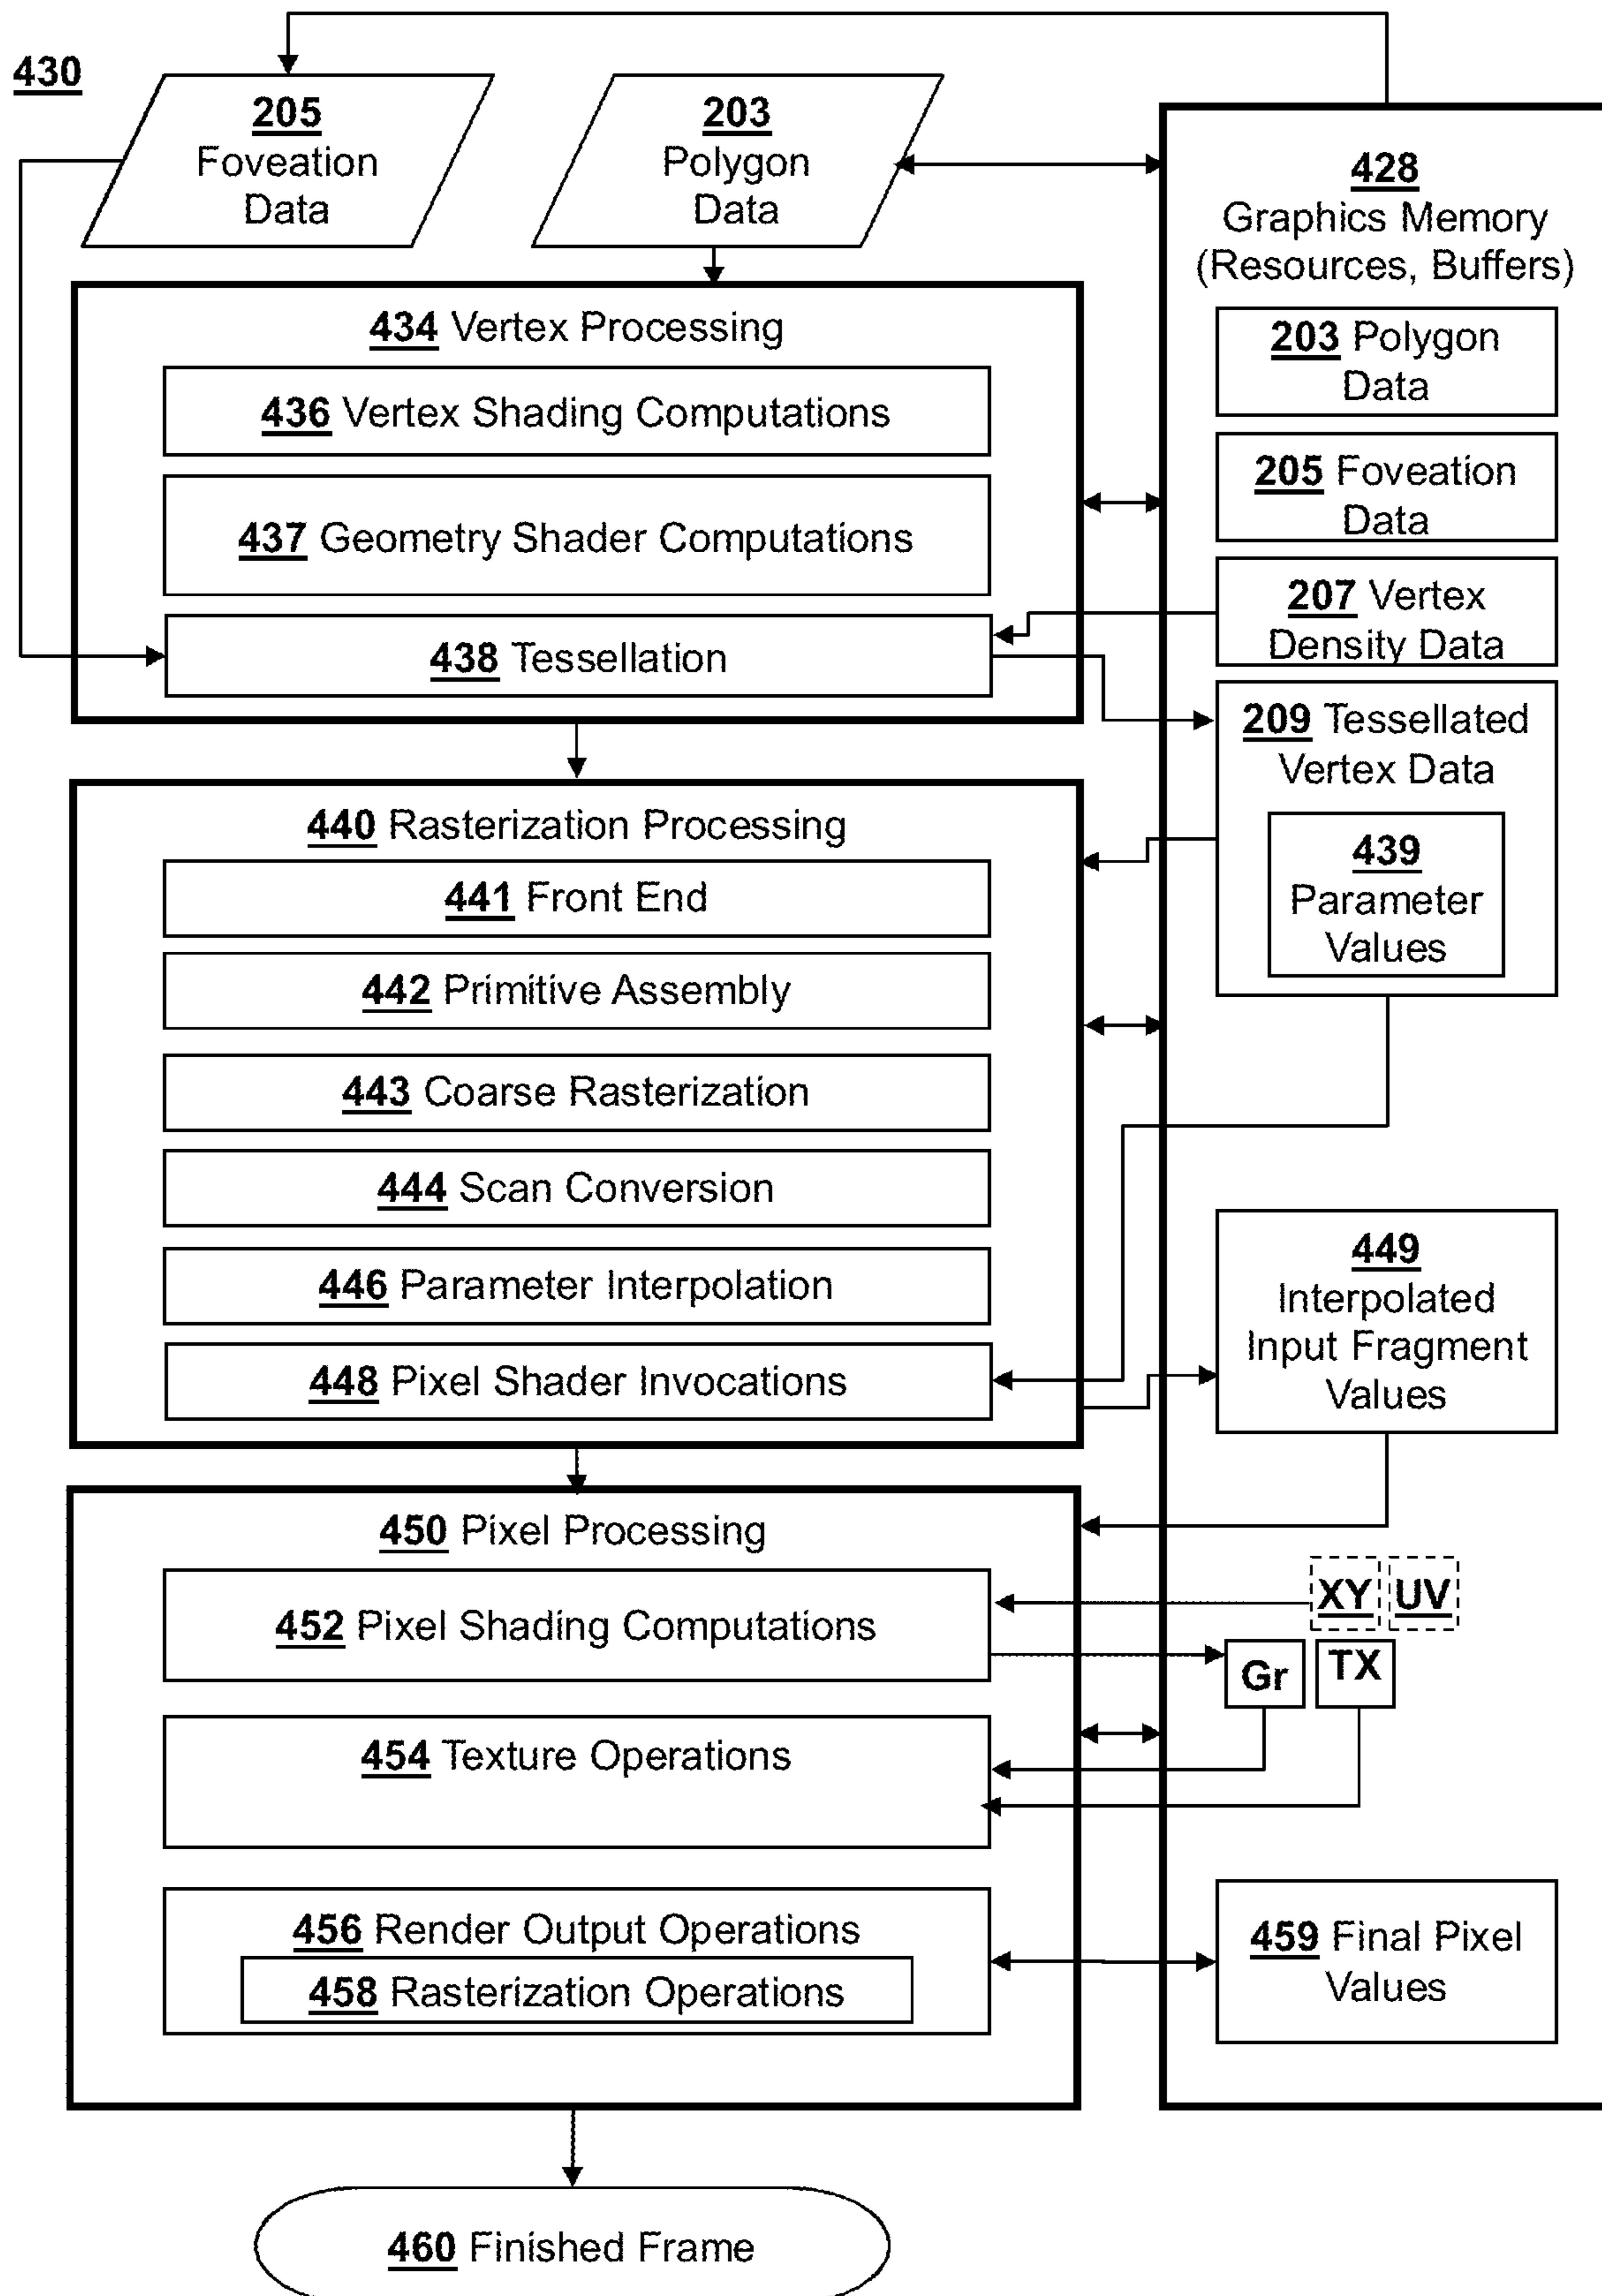 430
205
Foveation
Data
203
Polygon
Data
434 Vertex Processing
436 Vertex Shading Computations
437 Geometry Shader Computations
438 Tessellation
440 Rasterization Processing
441 Front End
442 Primitive Assembly
443 Coarse Rasterization
444 Scan Conversion
446 Parameter Interpolation
448 Pixel Shader Invocations
450 Pixel Processing
452 Pixel Shading Computations
454 Texture Operations
456 Render Output Operations
458 Rasterization Operations
460 Finished Frame
428
Graphics Memory
(Resources, Buffers)
203 Polygon
Data
205 Foveation
Data
207 Vertex
Density Data
209 Tessellated
Vertex Data
439
Parameter
Values
449
Interpolated
Input Fragment
Values
XY UV
Gr TX
459 Final Pixel
Values